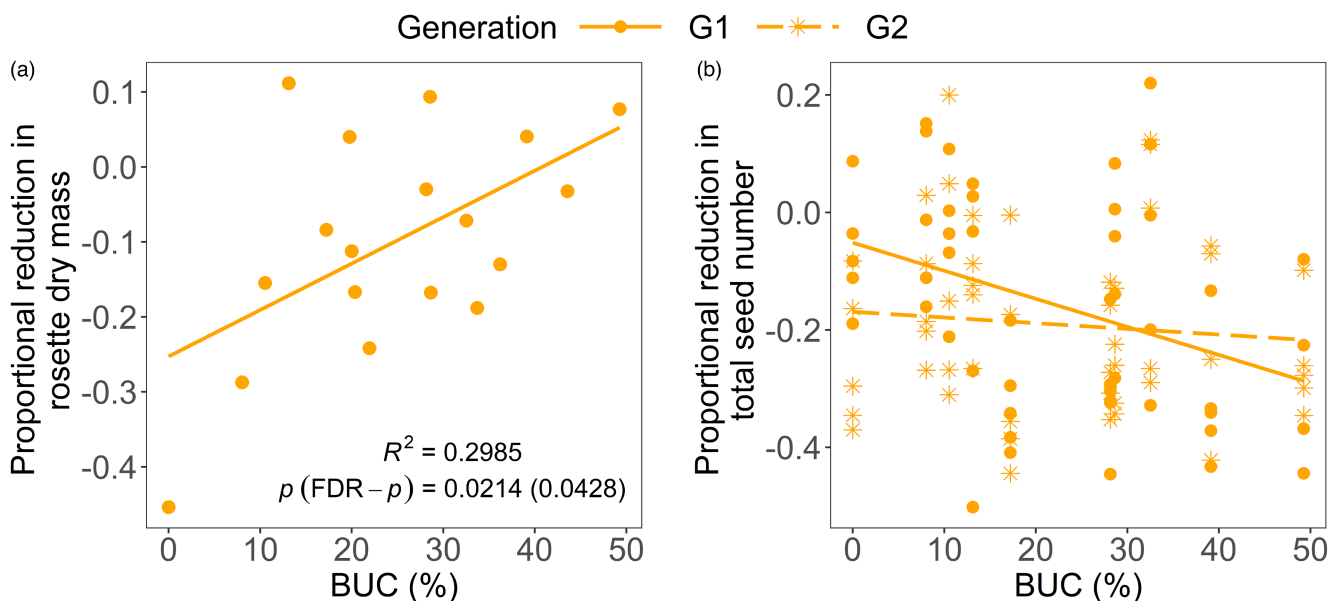 Generation G1 G2
(a)
Proportional reduction in
rosette dry mass
0.1
0.0
-0.1
-0.2
-0.3
-0.4
R² = 0.2985
p (FDR−p) = 0.0214 (0.0428)
0 10 20 30 40 50
BUC (%)
(b)
Proportional reduction in
total seed number
0.2
0.0
-0.2
-0.4
0 10 20 30 40 50
BUC (%)